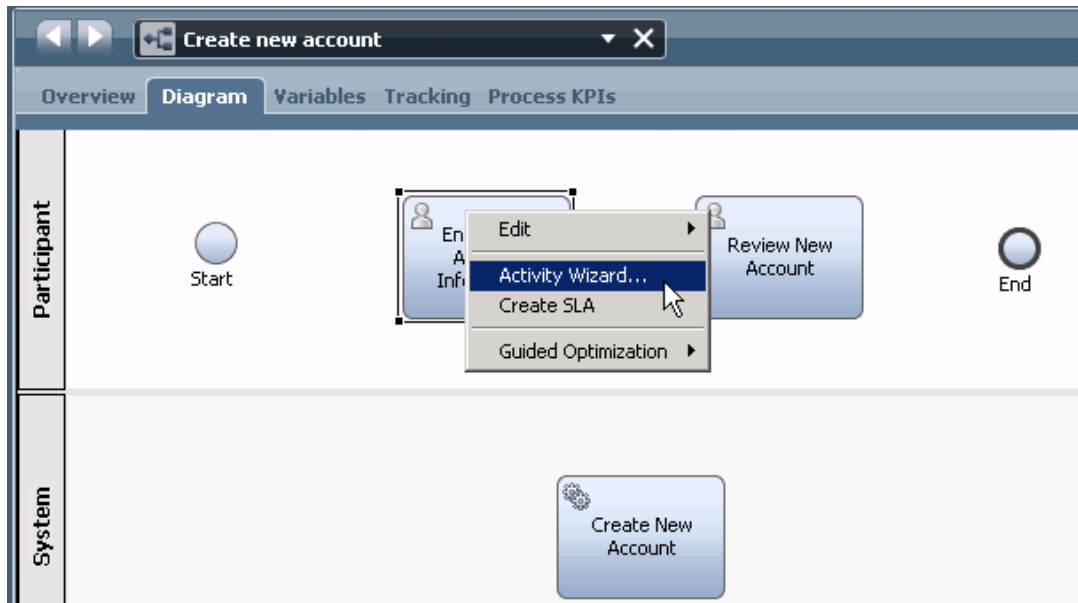 Create new account
Overview Diagram Variables Tracking Process KPIs
Participant
Start
Edit
Activity Wizard...
Create SLA
Guided Optimization
Review New
Account
End
System
Create New
Account